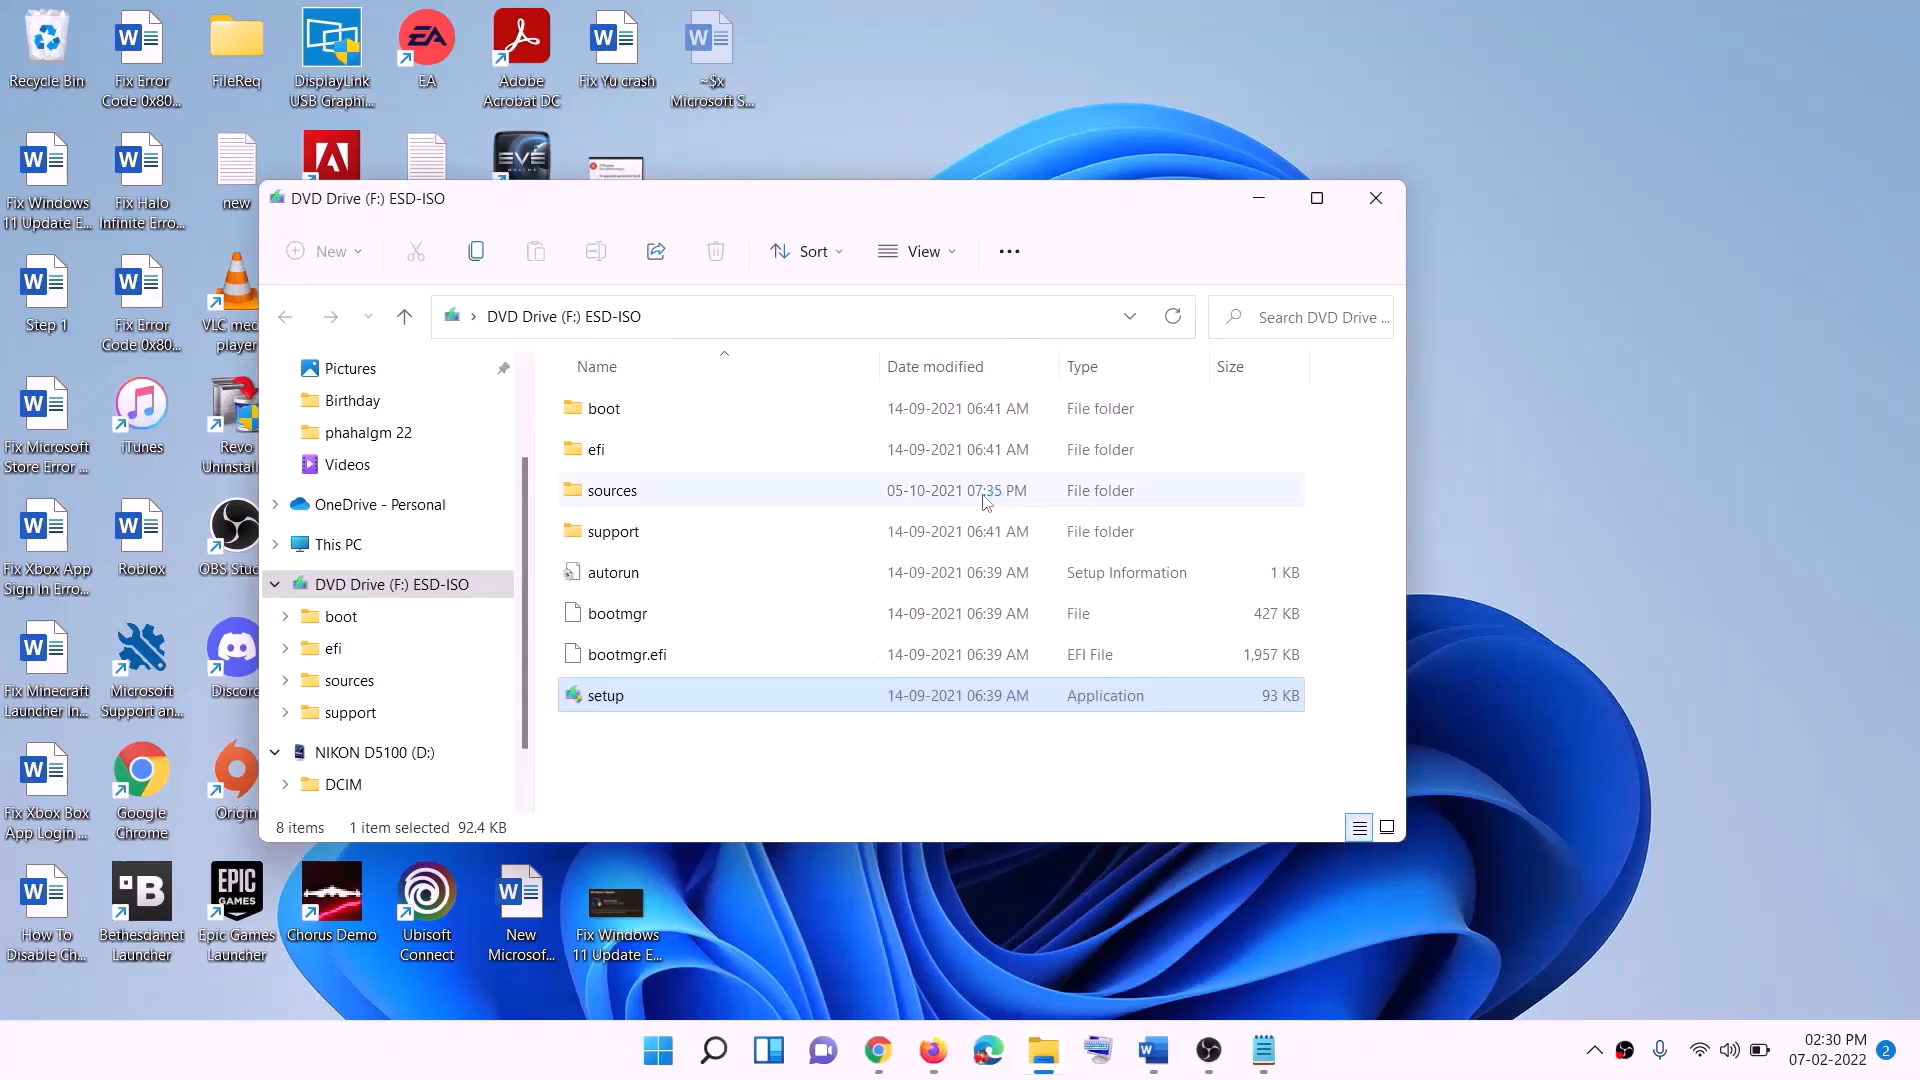 Recycle Bin
Fix Error
Code 0x80...
FileReq
DisplayLink
USB Graphi...
EA
Adobe
Acrobat DC
Fix Yu crash
~$x
Microsoft S...
Fix Windows
11 Update E...
Fix Halo
Infinite Erro...
new
EVE
ONLINE
Step 1
Fix Error
Code 0x80...
VLC med
player
Fix Microsoft
Store Error ...
iTunes
Revo
Uninstall
Fix Xbox App
Sign In Erro...
Roblox
OBS Stud
Fix Minecraft
Launcher In...
Microsoft
Support an...
Discord
Fix Xbox Box
App Login ...
Google
Chrome
Origin
DVD Drive (F:) ESD-ISO
New
Sort
View
DVD Drive (F:) ESD-ISO
Search DVD Drive ...
Pictures
Birthday
phahalgm 22
Videos
OneDrive - Personal
This PC
DVD Drive (F:) ESD-ISO
boot
efi
sources
support
NIKON D5100 (D:)
DCIM
Name Date modified Type Size
boot 14-09-2021 06:41 AM File folder
efi 14-09-2021 06:41 AM File folder
sources 05-10-2021 07:35 PM File folder
support 14-09-2021 06:41 AM File folder
autorun 14-09-2021 06:39 AM Setup Information 1 KB
bootmgr 14-09-2021 06:39 AM File 427 KB
bootmgr.efi 14-09-2021 06:39 AM EFI File 1,957 KB
setup 14-09-2021 06:39 AM Application 93 KB
8 items 1 item selected 92.4 KB
How To
Disable Ch...
Bethesda.net
Launcher
EPIC
GAMES
Epic Games
Launcher
Chorus Demo
Ubisoft
Connect
New
Microsof...
Fix Windows
11 Update E...
02:30 PM
07-02-2022
2